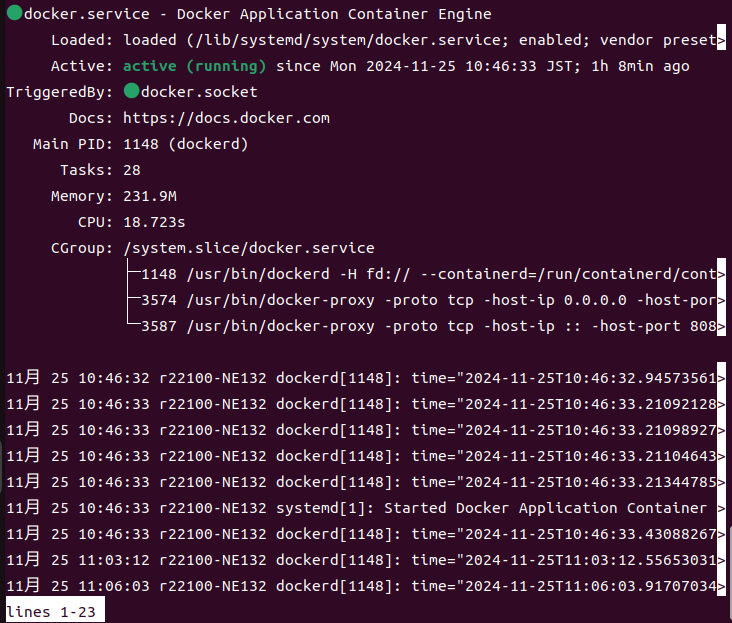 ●docker.service - Docker Application Container Engine
Loaded: loaded (/lib/systemd/system/docker.service; enabled; vendor preset>
Active: active (running) since Mon 2024-11-25 10:46:33 JST; 1h 8min ago
TriggeredBy: ●docker.socket
Docs: https://docs.docker.com
Main PID: 1148 (dockerd)
Tasks: 28
Memory: 231.9M
CPU: 18.723s
CGroup: /system.slice/docker.service
├─1148 /usr/bin/dockerd -H fd:// --containerd=/run/containerd/cont>
├─3574 /usr/bin/docker-proxy -proto tcp -host-ip 0.0.0.0 -host-por>
└─3587 /usr/bin/docker-proxy -proto tcp -host-ip :: -host-port 808>
11月 25 10:46:32 r22100-NE132 dockerd[1148]: time="2024-11-25T10:46:32.94573561>
11月 25 10:46:33 r22100-NE132 dockerd[1148]: time="2024-11-25T10:46:33.21092128>
11月 25 10:46:33 r22100-NE132 dockerd[1148]: time="2024-11-25T10:46:33.21098927>
11月 25 10:46:33 r22100-NE132 dockerd[1148]: time="2024-11-25T10:46:33.21104643>
11月 25 10:46:33 r22100-NE132 dockerd[1148]: time="2024-11-25T10:46:33.21344785>
11月 25 10:46:33 r22100-NE132 systemd[1]: Started Docker Application Container >
11月 25 10:46:33 r22100-NE132 dockerd[1148]: time="2024-11-25T10:46:33.43088267>
11月 25 11:03:12 r22100-NE132 dockerd[1148]: time="2024-11-25T11:03:12.55653031>
11月 25 11:06:03 r22100-NE132 dockerd[1148]: time="2024-11-25T11:06:03.91707034>
lines 1-23